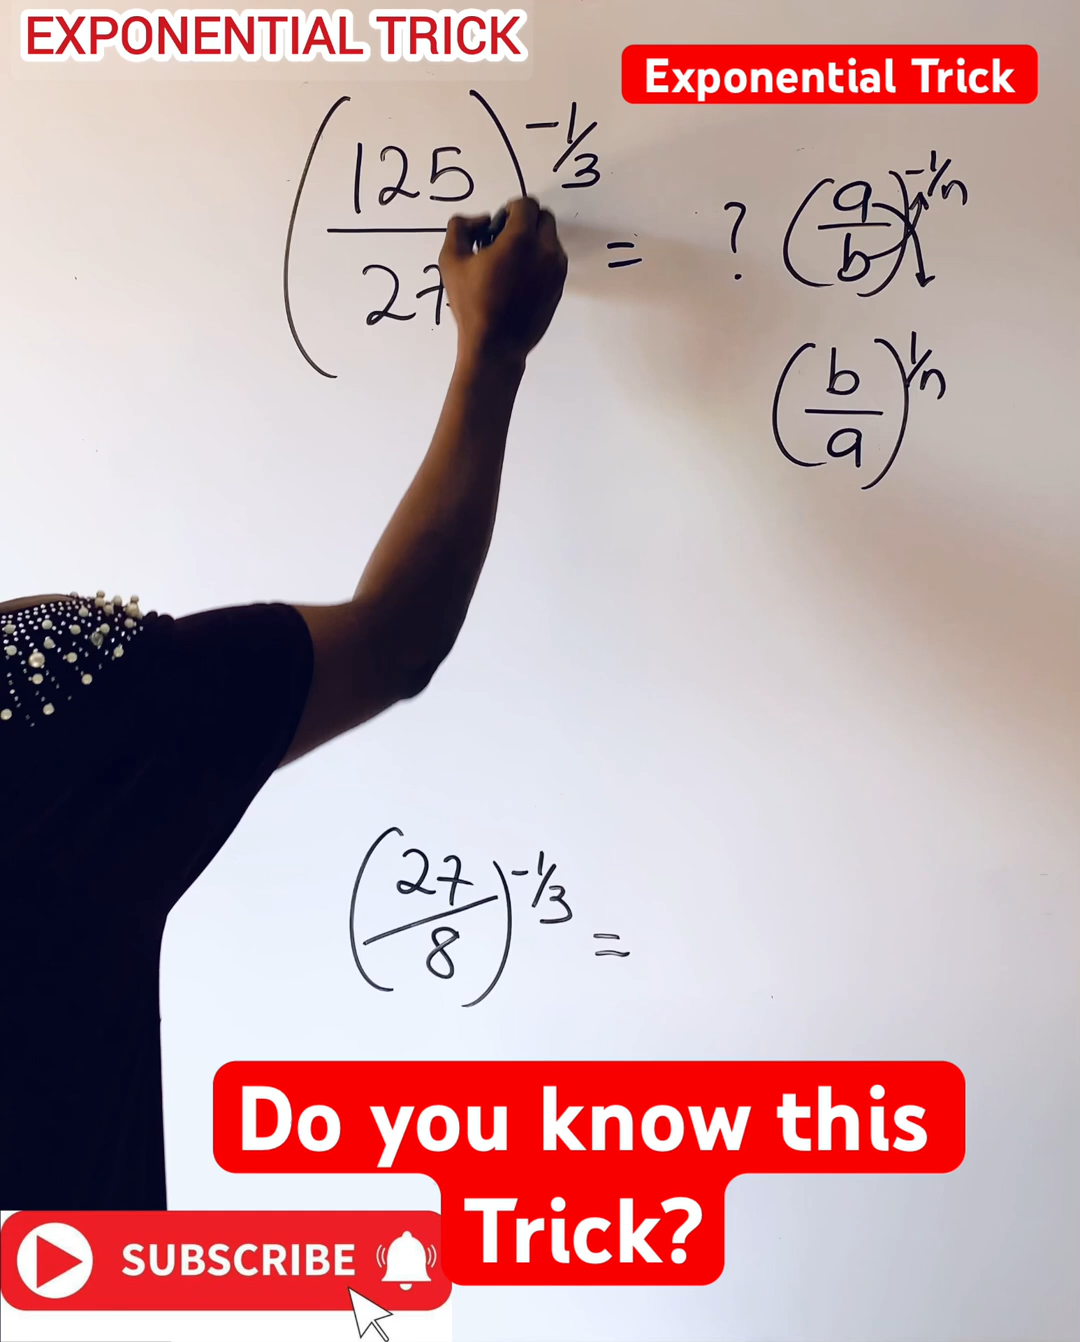 EXPONENTIAL TRICK
Exponential Trick
(125/27)^-1/3 = ?
(a/b)^-1/n
(b/a)^1/n
(27/8)^-1/3 =
Do you know this
Trick?
SUBSCRIBE